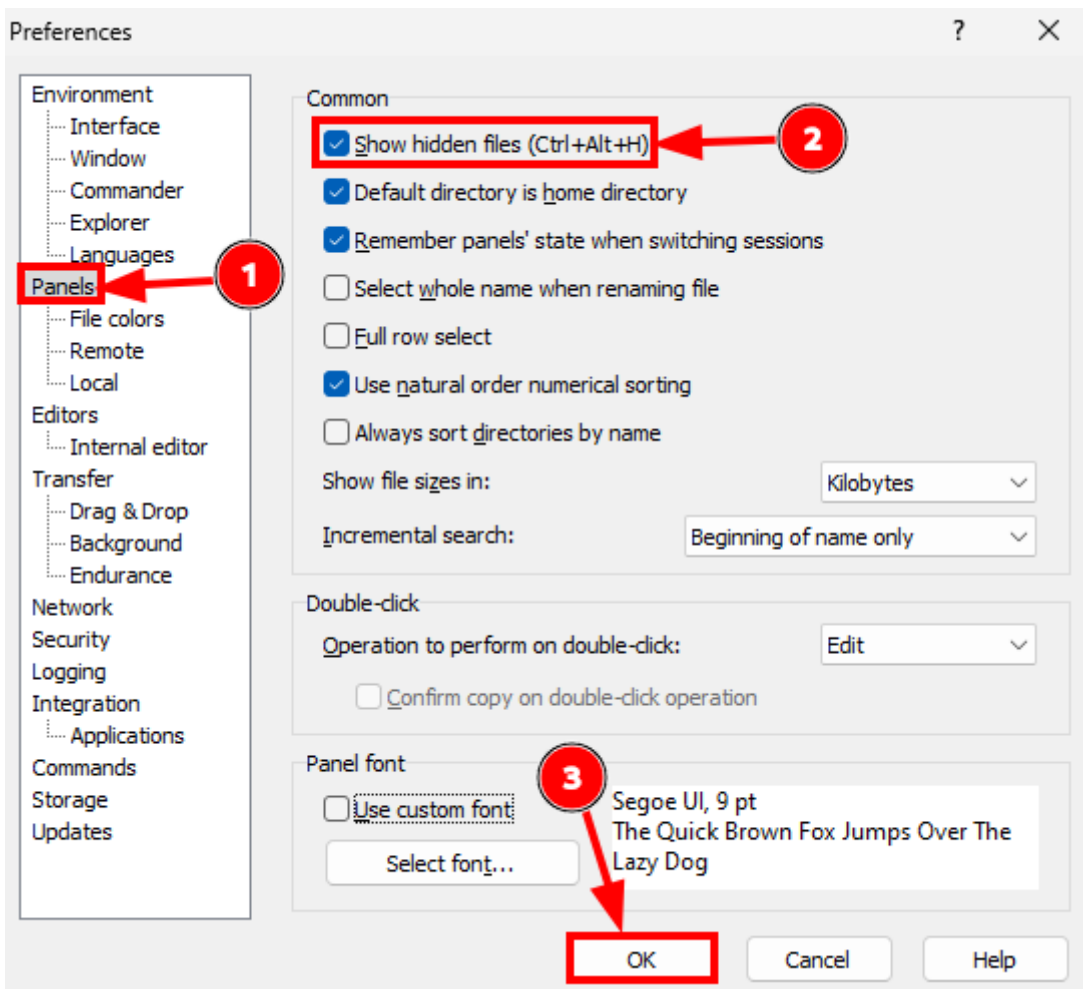 Preferences
?
Environment
Interface
Window
Commander
Explorer
Languages
Panels
File colors
Remote
Local
Editors
Internal editor
Transfer
Drag & Drop
Background
Endurance
Network
Security
Logging
Integration
Applications
Commands
Storage
Updates
1
Common
Show hidden files (Ctrl+Alt+H)
2
Default directory is home directory
Remember panels' state when switching sessions
Select whole name when renaming file
Full row select
Use natural order numerical sorting
Always sort directories by name
Show file sizes in: Kilobytes
Incremental search: Beginning of name only
Double-click
Operation to perform on double-click: Edit
Confirm copy on double-click operation
Panel font
3
Use custom font
Select font...
Segoe UI, 9 pt
The Quick Brown Fox Jumps Over The
Lazy Dog
OK Cancel Help